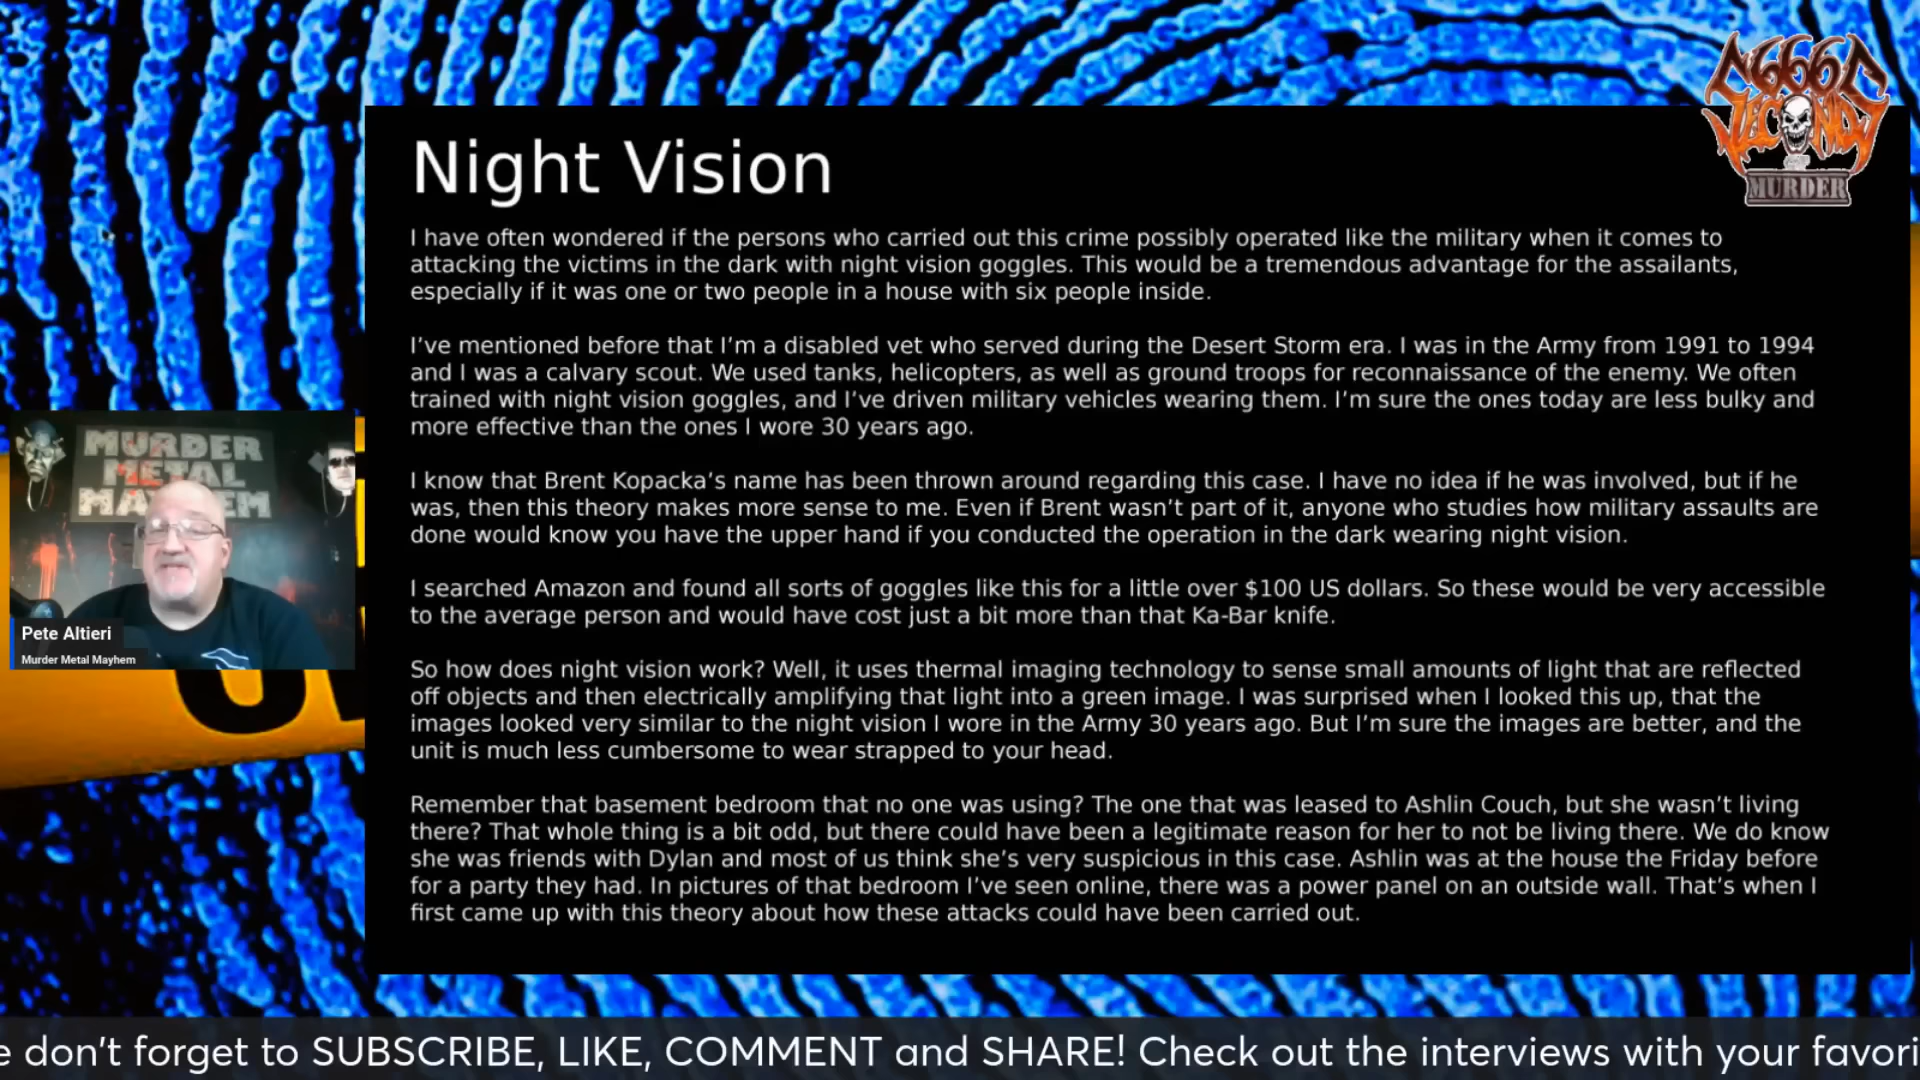 C666C
SECONDS
MURDER
Night Vision
I have often wondered if the persons who carried out this crime possibly operated like the military when it comes to
attacking the victims in the dark with night vision goggles. This would be a tremendous advantage for the assailants,
especially if it was one or two people in a house with six people inside.
I’ve mentioned before that I’m a disabled vet who served during the Desert Storm era. I was in the Army from 1991 to 1994
and I was a calvary scout. We used tanks, helicopters, as well as ground troops for reconnaissance of the enemy. We often
trained with night vision goggles, and I’ve driven military vehicles wearing them. I’m sure the ones today are less bulky and
more effective than the ones I wore 30 years ago.
I know that Brent Kopacka’s name has been thrown around regarding this case. I have no idea if he was involved, but if he
was, then this theory makes more sense to me. Even if Brent wasn’t part of it, anyone who studies how military assaults are
done would know you have the upper hand if you conducted the operation in the dark wearing night vision.
I searched Amazon and found all sorts of goggles like this for a little over $100 US dollars. So these would be very accessible
to the average person and would have cost just a bit more than that Ka-Bar knife.
So how does night vision work? Well, it uses thermal imaging technology to sense small amounts of light that are reflected
off objects and then electrically amplifying that light into a green image. I was surprised when I looked this up, that the
images looked very similar to the night vision I wore in the Army 30 years ago. But I’m sure the images are better, and the
unit is much less cumbersome to wear strapped to your head.
Remember that basement bedroom that no one was using? The one that was leased to Ashlin Couch, but she wasn’t living
there? That whole thing is a bit odd, but there could have been a legitimate reason for her to not be living there. We do know
she was friends with Dylan and most of us think she’s very suspicious in this case. Ashlin was at the house the Friday before
for a party they had. In pictures of that bedroom I’ve seen online, there was a power panel on an outside wall. That’s when I
first came up with this theory about how these attacks could have been carried out.
MURDER
METAL
MAYHEM
Pete Altieri
Murder Metal Mayhem
e don’t forget to SUBSCRIBE, LIKE, COMMENT and SHARE! Check out the interviews with your favori